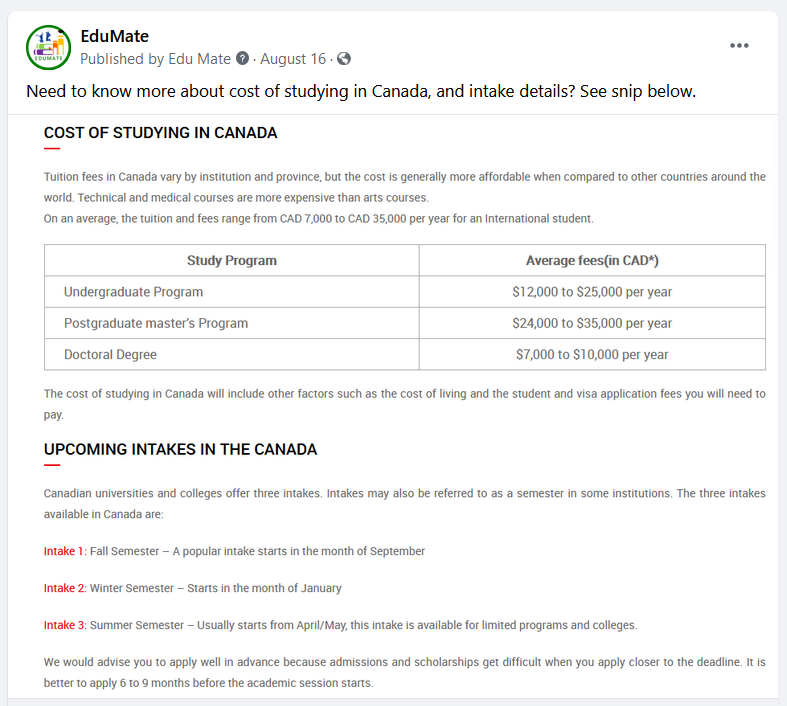 EduMate
Published by Edu Mate · August 16 ·
Need to know more about cost of studying in Canada, and intake details? See snip below.
COST OF STUDYING IN CANADA
Tuition fees in Canada vary by institution and province, but the cost is generally more affordable when compared to other countries around the
world. Technical and medical courses are more expensive than arts courses.
On an average, the tuition and fees range from CAD 7,000 to CAD 35,000 per year for an International student.
Study Program Average fees(in CAD*)
Undergraduate Program $12,000 to $25,000 per year
Postgraduate master's Program $24,000 to $35,000 per year
Doctoral Degree $7,000 to $10,000 per year
The cost of studying in Canada will include other factors such as the cost of living and the student and visa application fees you will need to
pay.
UPCOMING INTAKES IN THE CANADA
Canadian universities and colleges offer three intakes. Intakes may also be referred to as a semester in some institutions. The three intakes
available in Canada are:
Intake 1: Fall Semester – A popular intake starts in the month of September
Intake 2: Winter Semester – Starts in the month of January
Intake 3: Summer Semester – Usually starts from April/May, this intake is available for limited programs and colleges.
We would advise you to apply well in advance because admissions and scholarships get difficult when you apply closer to the deadline. It is
better to apply 6 to 9 months before the academic session starts.
EDUMATE